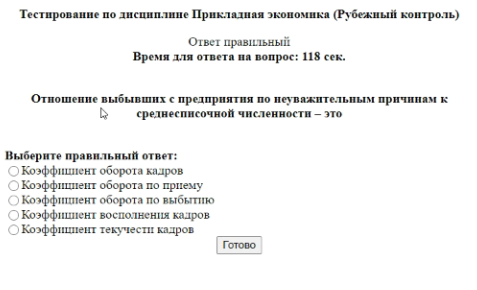 Тестирование по дисциплине Прикладная экономика (Рубежный контроль)
Ответ правильный
Время для ответа на вопрос: 118 сек.
Отношение выбывших с предприятия по неуважительным причинам к
среднесписочной численности – это
Выберите правильный ответ:
Коэффициент оборота кадров
Коэффициент оборота по приему
Коэффициент оборота по выбытию
Коэффициент восполнения кадров
Коэффициент текучести кадров
Готово